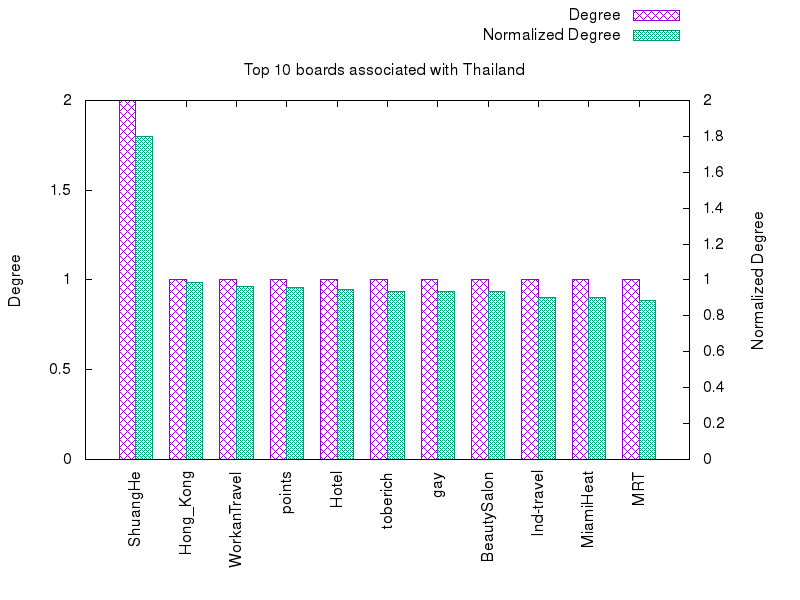 Degree
Normalized Degree
Top 10 boards associated with Thailand
2
1.5
1
0.5
0
2
1.8
1.6
1.4
1.2
1
0.8
0.6
0.4
0.2
0
Degree
Normalized Degree
ShuangHe
Hong_Kong
WorkanTravel
points
Hotel
toberich
gay
BeautySalon
Ind-travel
MiamiHeat
MRT